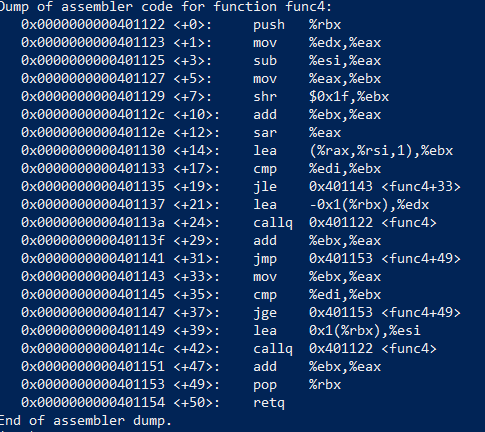 Dump of assembler code for function func4:
   0x0000000000401122 <+0>:     push   %rbx
   0x0000000000401123 <+1>:     mov    %edx,%eax
   0x0000000000401125 <+3>:     sub    %esi,%eax
   0x0000000000401127 <+5>:     mov    %eax,%ebx
   0x0000000000401129 <+7>:     shr    $0x1f,%ebx
   0x000000000040112c <+10>:    add    %ebx,%eax
   0x000000000040112e <+12>:    sar    %eax
   0x0000000000401130 <+14>:    lea    (%rax,%rsi,1),%ebx
   0x0000000000401133 <+17>:    cmp    %edi,%ebx
   0x0000000000401135 <+19>:    jle    0x401143 <func4+33>
   0x0000000000401137 <+21>:    lea    -0x1(%rbx),%edx
   0x000000000040113a <+24>:    callq  0x401122 <func4>
   0x000000000040113f <+29>:    add    %ebx,%eax
   0x0000000000401141 <+31>:    jmp    0x401153 <func4+49>
   0x0000000000401143 <+33>:    mov    %ebx,%eax
   0x0000000000401145 <+35>:    cmp    %edi,%ebx
   0x0000000000401147 <+37>:    jge    0x401153 <func4+49>
   0x0000000000401149 <+39>:    lea    0x1(%rbx),%esi
   0x000000000040114c <+42>:    callq  0x401122 <func4>
   0x0000000000401151 <+47>:    add    %ebx,%eax
   0x0000000000401153 <+49>:    pop    %rbx
   0x0000000000401154 <+50>:    retq
End of assembler dump.